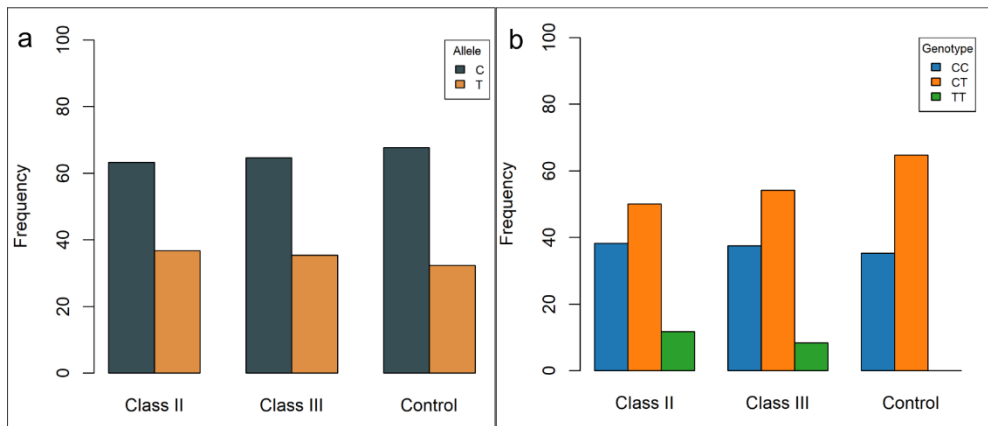 a
Frequency
100
80
60
40
20
0
Allele
C
T
Class II
Class III
Control
b
Frequency
100
80
60
40
20
0
Genotype
CC
CT
TT
Class II
Class III
Control